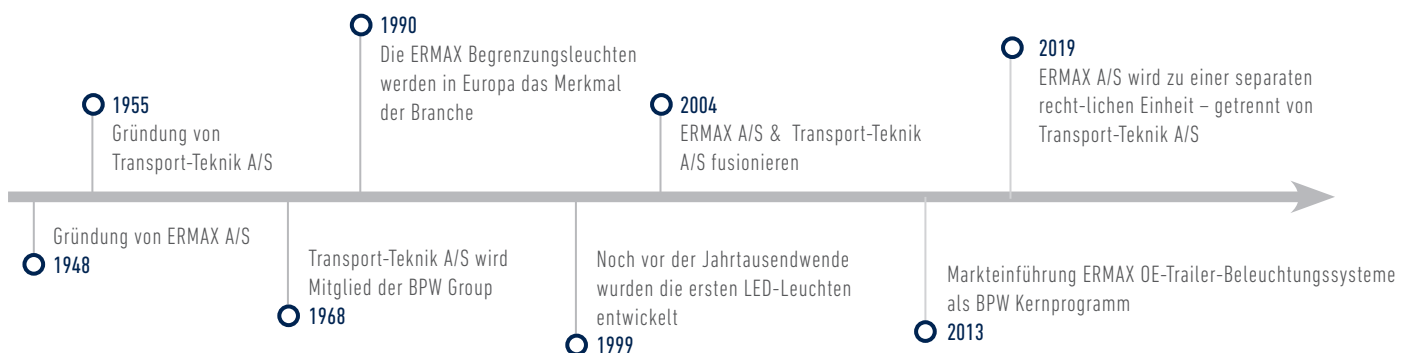 1948
Gründung von ERMAX A/S
1955
Gründung von
Transport-Teknik A/S
1968
Transport-Teknik A/S wird
Mitglied der BPW Group
1990
Die ERMAX Begrenzungsleuchten
werden in Europa das Merkmal
der Branche
1999
Noch vor der Jahrtausendwende
wurden die ersten LED-Leuchten
entwickelt
2004
ERMAX A/S & Transport-Teknik
A/S fusionieren
2013
Markteinführung ERMAX OE-Trailer-Beleuchtungssysteme
als BPW Kernprogramm
2019
ERMAX A/S wird zu einer separaten
recht-lichen Einheit – getrennt von
Transport-Teknik A/S